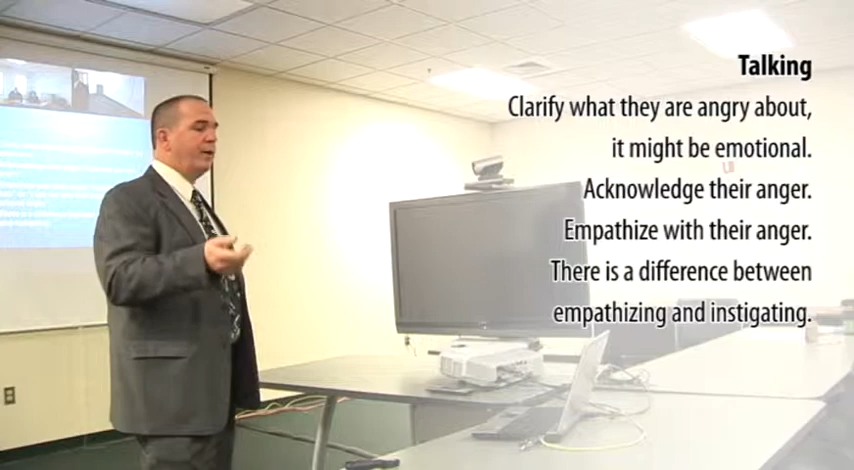 Talking
Clarify what they are angry about,
it might be emotional.
Acknowledge their anger.
Empathize with their anger.
There is a difference between
empathizing and instigating.